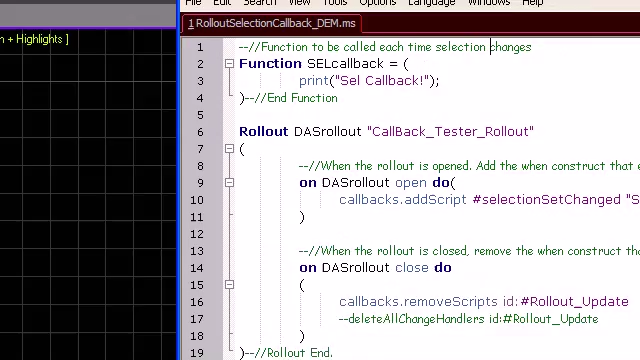 File Edit Search View Tools Options Language Windows Help
n + Highlights ]
1 RolloutSelectionCallback_DEM.ms
1 --//Function to be called each time selection changes
2 Function SELcallback = (
3 print("Sel Callback!");
4 )--//End Function
5
6 Rollout DASrollout "CallBack_Tester_Rollout"
7 (
8 --//When the rollout is opened. Add the when construct that e
9 on DASrollout open do(
10 callbacks.addScript #selectionSetChanged "S
11 )
12
13 --//When the rollout is closed, remove the when construct tha
14 on DASrollout close do
15 (
16 callbacks.removeScripts id:#Rollout_Update
17 --deleteAllChangeHandlers id:#Rollout_Update
18 )
19 )--//Rollout End.